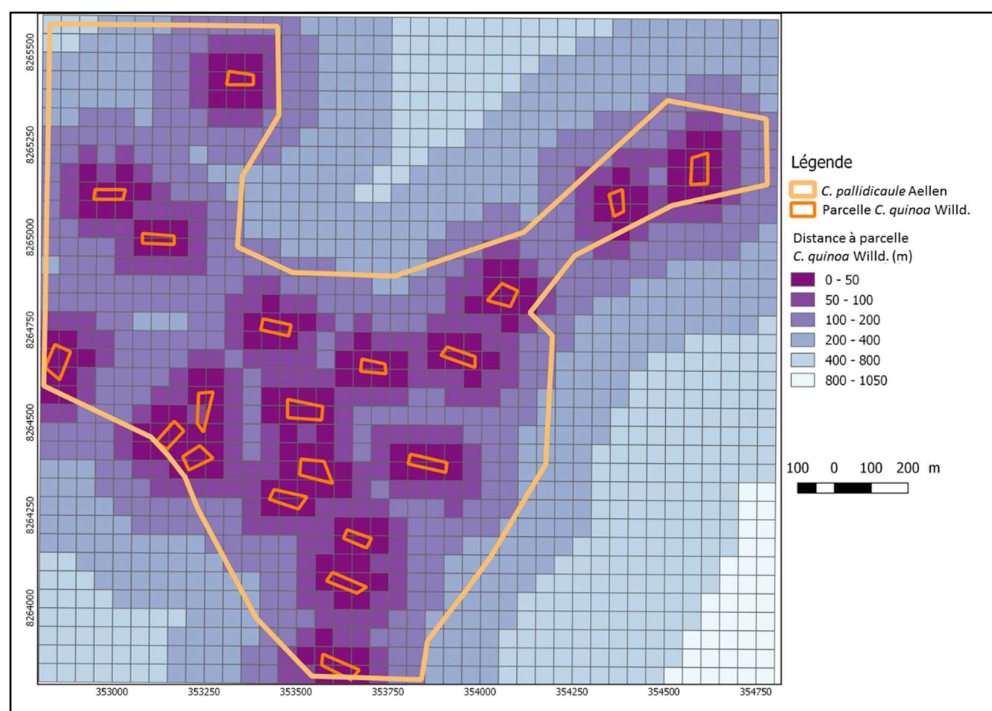 8265500
8265250
8265000
8264750
8264500
8264250
8264000
353000 353250 353500 353750 354000 354250 354500 354750
Légende
C. pallidicaule Aellen
Parcelle C. quinoa Willd.
Distance à parcelle
C. quinoa Willd. (m)
0 - 50
50 - 100
100 - 200
200 - 400
400 - 800
800 - 1050
100 0 100 200 m